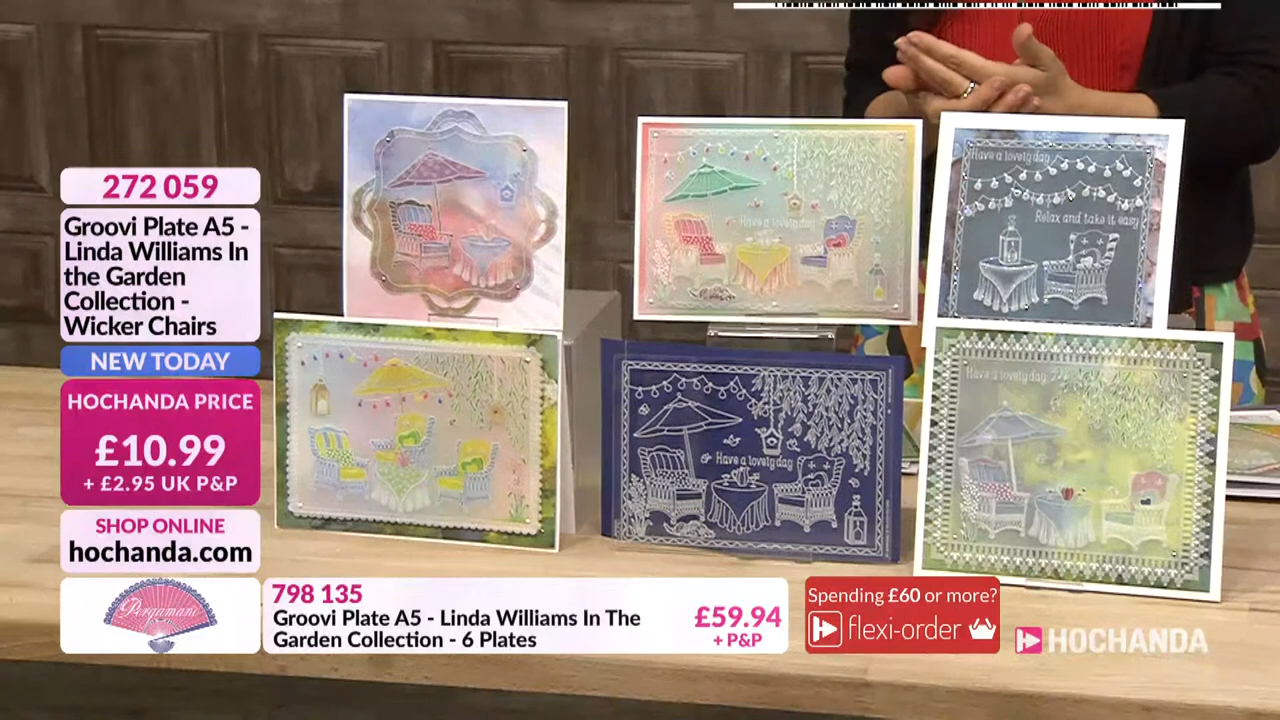 272 059
Groovi Plate A5 -
Linda Williams In
the Garden
Collection -
Wicker Chairs
NEW TODAY
HOCHANDA PRICE
£10.99
+ £2.95 UK P&P
SHOP ONLINE
hochanda.com
Pergamano
798 135
Groovi Plate A5 - Linda Williams In The
Garden Collection - 6 Plates
£59.94
+ P&P
Spending £60 or more?
flexi-order
HOCHANDA
Have a lovely day
Have a lovely day
Relax and take it easy
Have a lovely day
Have a lovely day